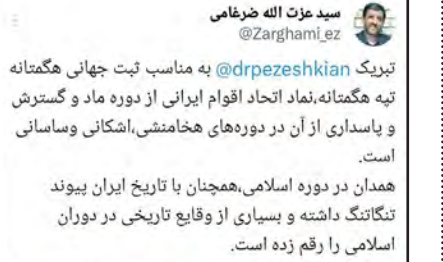 سید عزت الله ضرغامی
@Zarghami_ez
تبریک @drpezeshkian به مناسب ثبت جهانی هگمتانه
تپه هگمتانه،نماد اتحاد اقوام ایرانی از دوره ماد و گسترش
و پاسداری از آن در دوره‌های هخامنشی،اشکانی وساسانی
است.
همدان در دوره اسلامی،همچنان با تاریخ ایران پیوند
تنگاتنگ داشته و بسیاری از وقایع تاریخی در دوران
اسلامی را رقم زده است.